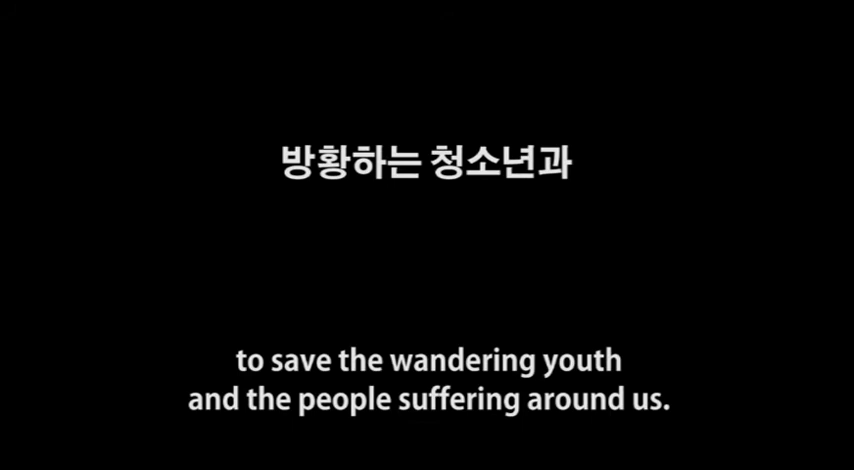 방황하는 청소년과
to save the wandering youth
and the people suffering around us.